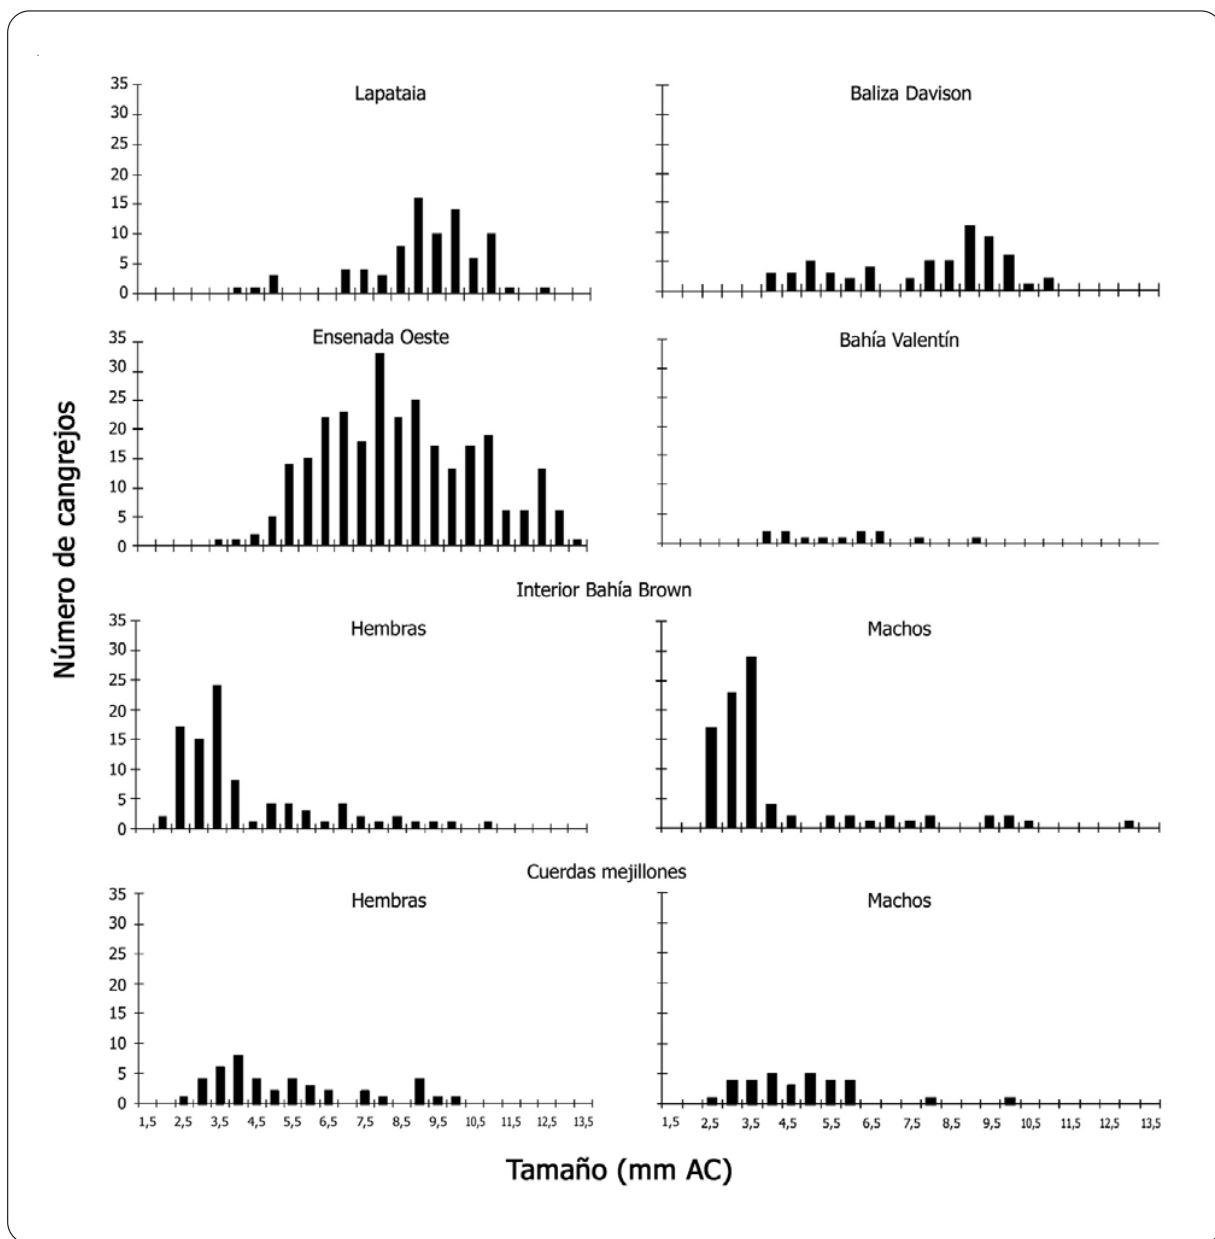 Lapataia
Baliza Davison
35
30
25
20
15
10
5
0
Ensenada Oeste
Bahía Valentín
35
30
25
20
15
10
5
0
Número de cangrejos
Interior Bahía Brown
Hembras
Machos
35
30
25
20
15
10
5
0
Cuerdas mejillones
Hembras
Machos
35
30
25
20
15
10
5
0
1,5 2,5 3,5 4,5 5,5 6,5 7,5 8,5 9,5 10,5 11,5 12,5 13,5
1,5 2,5 3,5 4,5 5,5 6,5 7,5 8,5 9,5 10,5 11,5 12,5 13,5
Tamaño (mm AC)